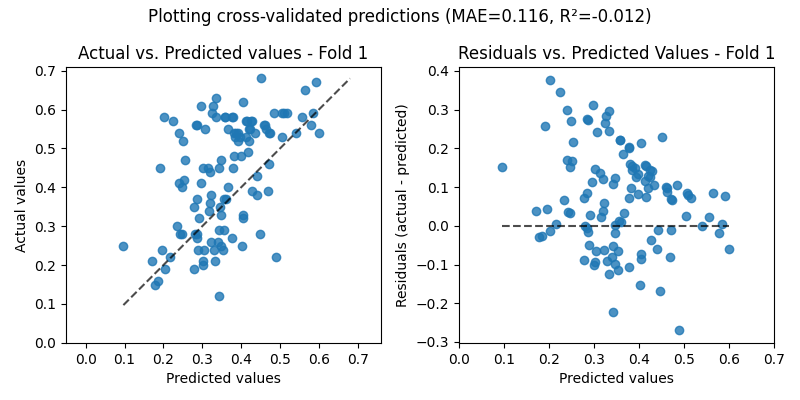 Plotting cross-validated predictions (MAE=0.116, R²=-0.012)
Actual vs. Predicted values - Fold 1
0.7
0.6
0.5
0.4
0.3
0.2
0.1
0.0
Actual values
0.0 0.1 0.2 0.3 0.4 0.5 0.6 0.7
Predicted values
Residuals vs. Predicted Values - Fold 1
0.4
0.3
0.2
0.1
0.0
−0.1
−0.2
−0.3
Residuals (actual - predicted)
0.0 0.1 0.2 0.3 0.4 0.5 0.6 0.7
Predicted values